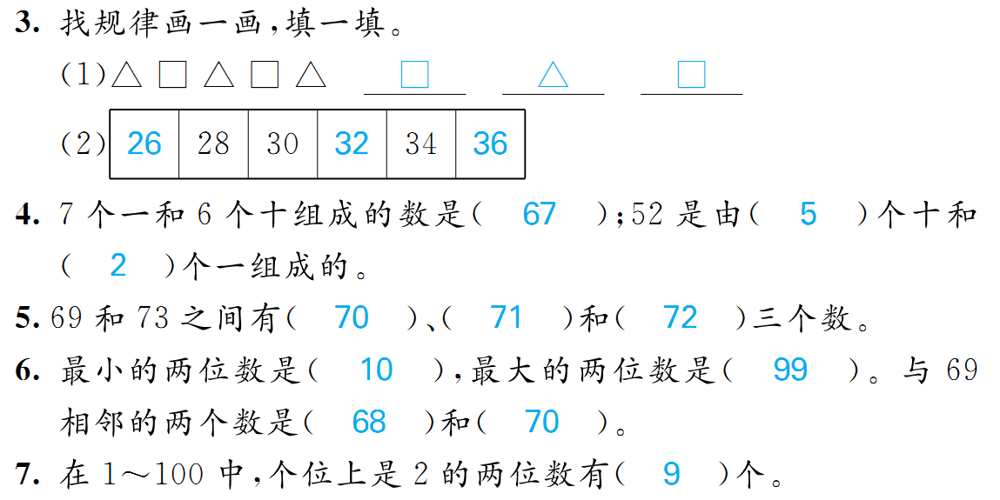 3. 找规律画一画,填一填。
(1)△ □ △ □ △ □ △ □
(2) 26 28 30 32 34 36
4. 7 个一和 6 个十组成的数是( 67 );52 是由( 5 )个十和
( 2 )个一组成的。
5. 69 和 73 之间有( 70 )、( 71 )和( 72 )三个数。
6. 最小的两位数是( 10 ),最大的两位数是( 99 )。与 69
相邻的两个数是( 68 )和( 70 )。
7. 在 1～100 中,个位上是 2 的两位数有( 9 )个。